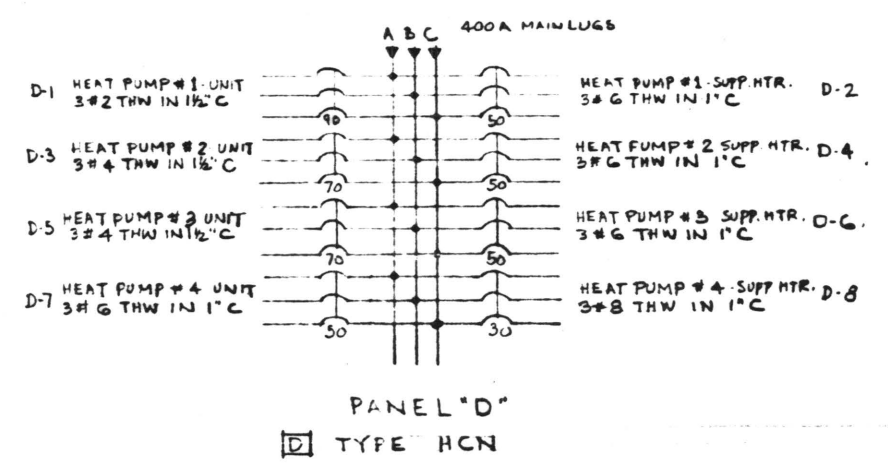 A B C 400A MAIN LUGS
D-1 HEAT PUMP #1-UNIT
3#2 THW IN 1½"C
90
50
HEAT PUMP #1-SUPP.HTR. D-2
3#6 THW IN 1"C
D-3 HEAT PUMP #2 UNIT
3#4 THW IN 1½"C
70
50
HEAT PUMP #2 SUPP.HTR. D-4
3#6 THW IN 1"C
D-5 HEAT PUMP #3 UNIT
3#4 THW IN 1½"C
70
50
HEAT PUMP #3 SUPP.HTR. D-6.
3#6 THW IN 1"C
D-7 HEAT PUMP #4 UNIT
3#6 THW IN 1"C
50
30
HEAT PUMP #4-SUPP HTR. D-8
3#8 THW IN 1"C
PANEL "D"
D TYPE HCN